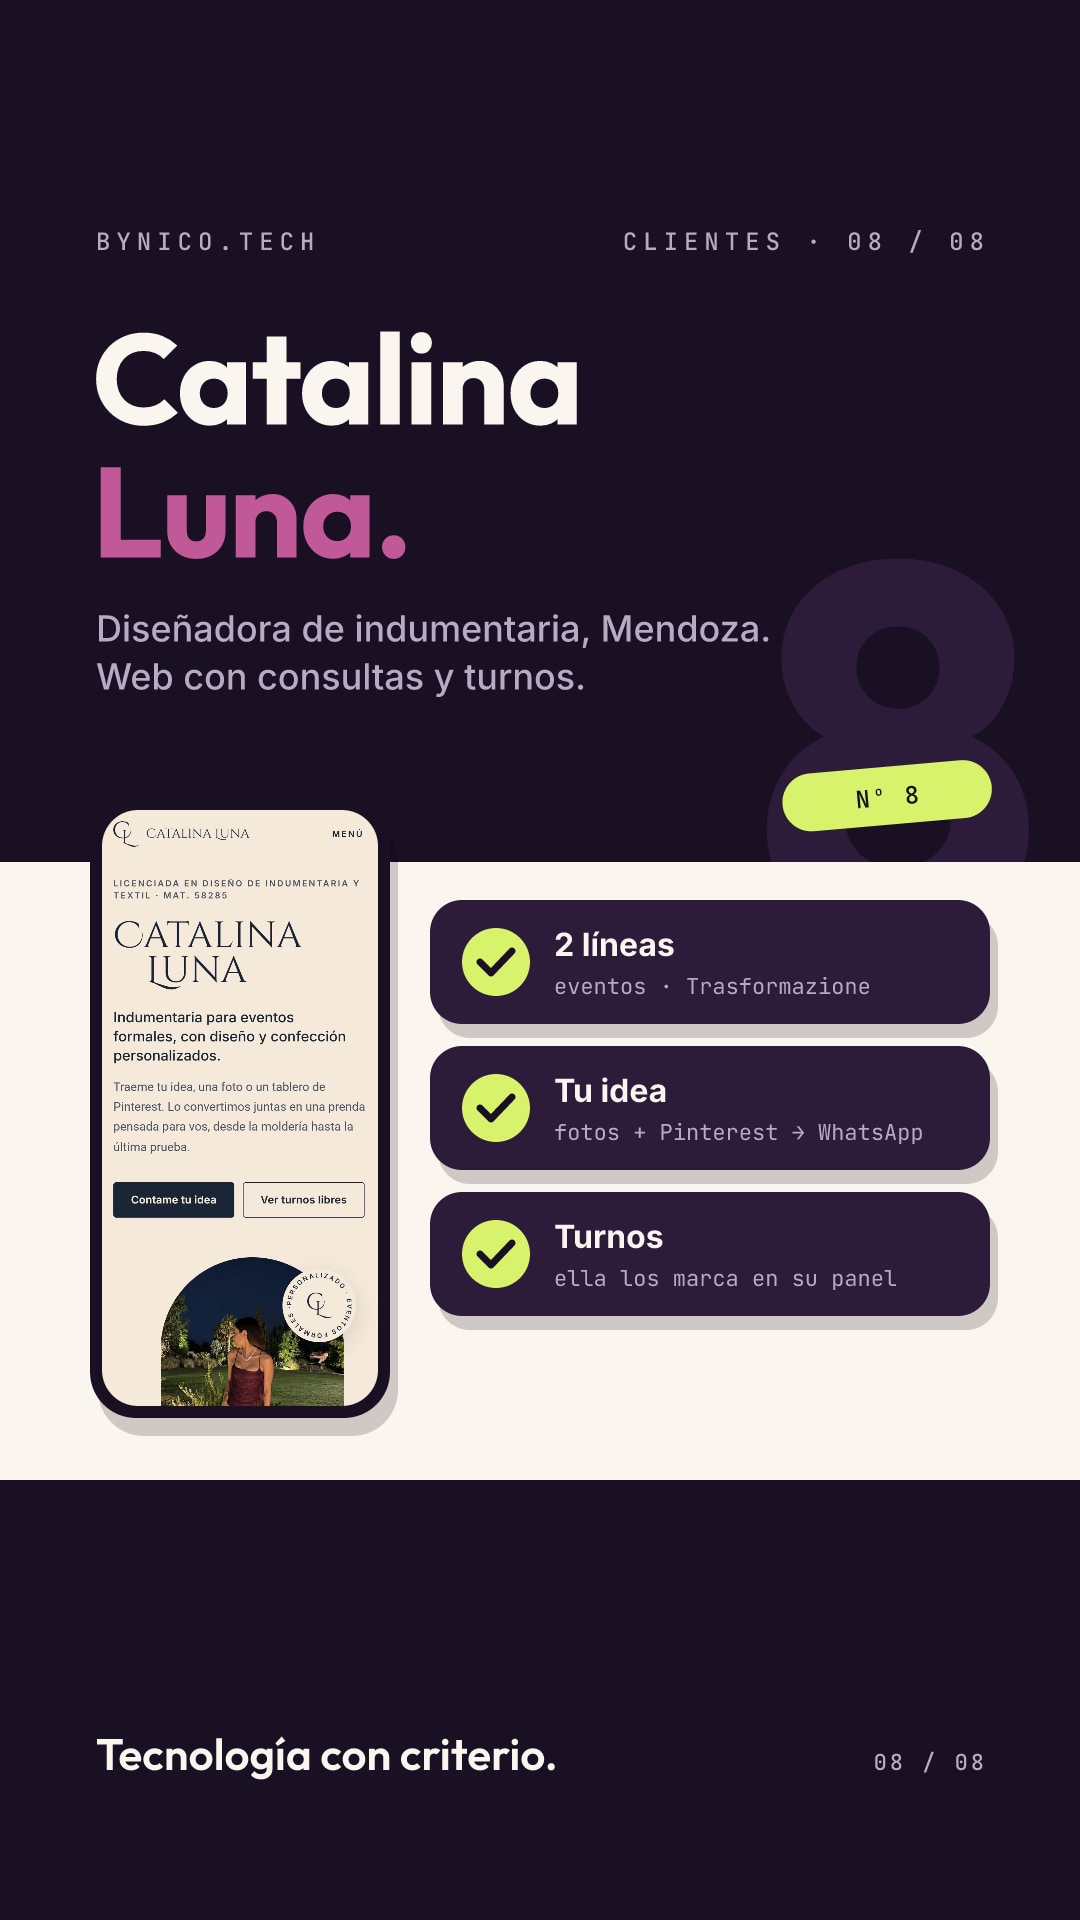 BYNICO.TECH
CLIENTES · 08 / 08
Catalina
Luna.
Diseñadora de indumentaria, Mendoza.
Web con consultas y turnos.
8
N° 8
CL CATALINA LUNA
MENÚ
LICENCIADA EN DISEÑO DE INDUMENTARIA Y
TEXTIL · MAT. 58285
CATALINA
LUNA
Indumentaria para eventos
formales, con diseño y confección
personalizados.
Traeme tu idea, una foto o un tablero de
Pinterest. Lo convertimos juntas en una prenda
pensada para vos, desde la moldería hasta la
última prueba.
Contame tu idea
Ver turnos libres
PERSONALIZADO · EVENTOS FORMALES ·
CL
2 líneas
eventos · Trasformazione
Tu idea
fotos + Pinterest → WhatsApp
Turnos
ella los marca en su panel
Tecnología con criterio.
08 / 08